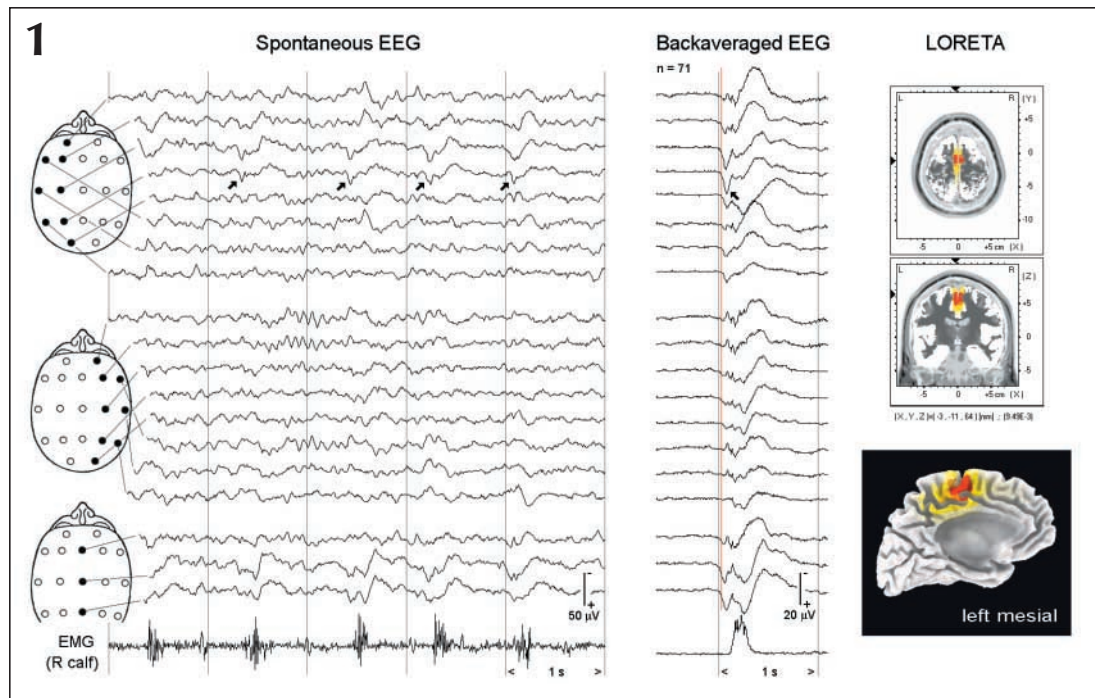 1
Spontaneous EEG
Backaveraged EEG
LORETA
n = 71
L R (Y)
0
-5
-10
-5 0 +5 cm (X)
L R (Z)
+5
0
-5
-5 0 +5 cm (X)
50 µV
- +
20 µV
- +
EMG
(R calf)
< 1 s >
< 1 s >
left mesial